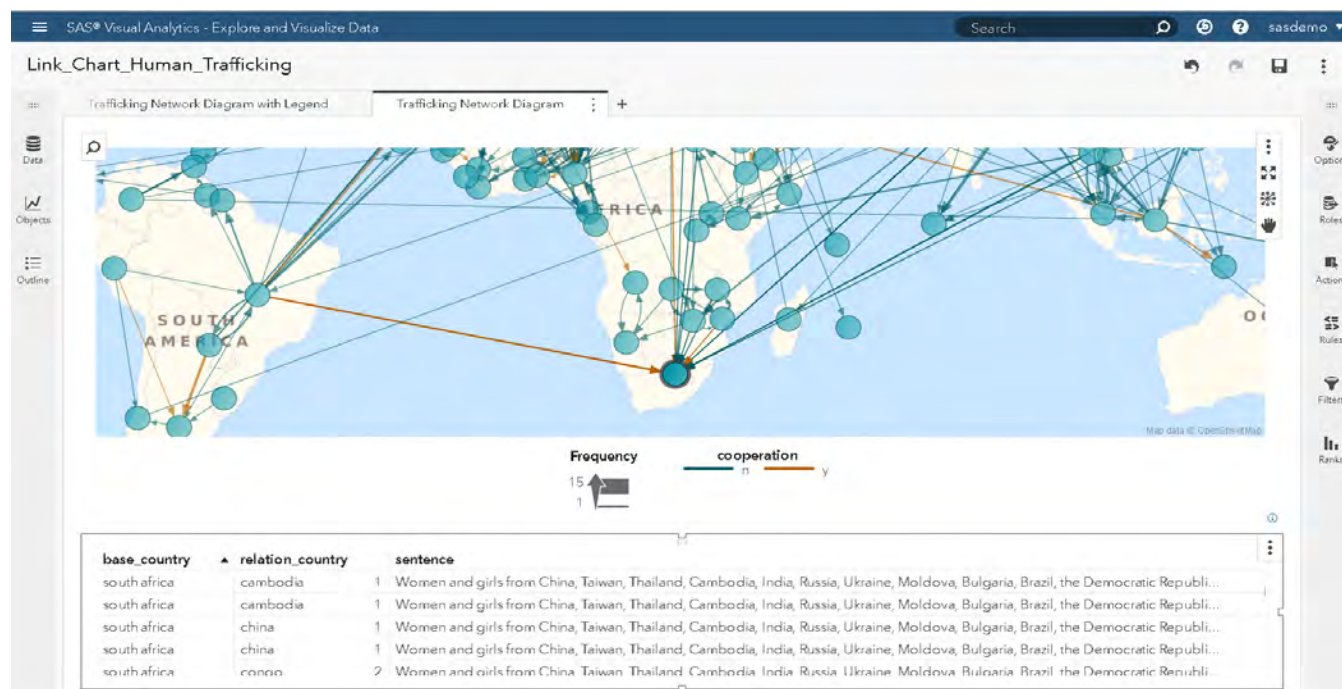 SAS® Visual Analytics - Explore and Visualize Data
Search
sasdemo
Link_Chart_Human_Trafficking
Trafficking Network Diagram with Legend
Trafficking Network Diagram
Data
Objects
Outline
Option
Roles
Action
Rules
Filters
Ranks
SOUTH
AMERICA
FRICA
OC
Map data © OpenStreetMap
Frequency
15
1
cooperation
n
y
base_country relation_country sentence
south africa cambodia 1 Women and girls from China, Taiwan, Thailand, Cambodia, India, Russia, Ukraine, Moldova, Bulgaria, Brazil, the Democratic Republi...
south africa cambodia 1 Women and girls from China, Taiwan, Thailand, Cambodia, India, Russia, Ukraine, Moldova, Bulgaria, Brazil, the Democratic Republi...
south africa china 1 Women and girls from China, Taiwan, Thailand, Cambodia, India, Russia, Ukraine, Moldova, Bulgaria, Brazil, the Democratic Republi...
south africa china 1 Women and girls from China, Taiwan, Thailand, Cambodia, India, Russia, Ukraine, Moldova, Bulgaria, Brazil, the Democratic Republi...
south africa congo 2 Women and girls from China, Taiwan, Thailand, Cambodia, India, Russia, Ukraine, Moldova, Bulgaria, Brazil, the Democratic Republi...